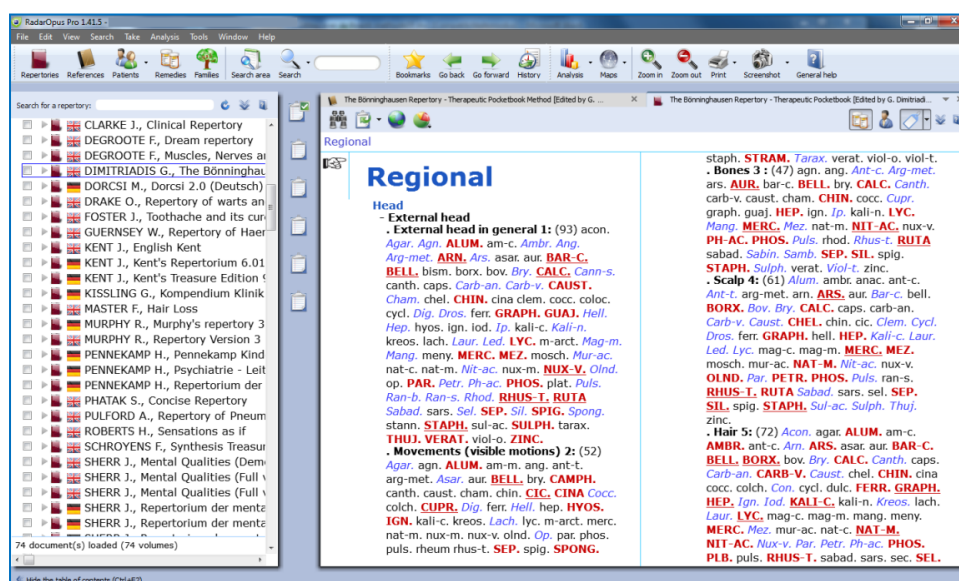 RadarOpus Pro 1.41.5 -
File Edit View Search Take Analysis Tools Window Help
Repertories References Patients Remedies Families Search area Search Bookmarks Go back Go forward History Analysis Maps Zoom in Zoom out Print Screenshot General help
Search for a repertory:
CLARKE J., Clinical Repertory
DEGROOTE F., Dream repertory
DEGROOTE F., Muscles, Nerves an
DIMITRIADIS G., The Bönninghau
DORCSI M., Dorcsi 2.0 (Deutsch)
DRAKE O., Repertory of warts an
FOSTER J., Toothache and its cur
GUERNSEY W., Repertory of Haer
KENT J., English Kent
KENT J., Kent's Repertorium 6.01
KENT J., Kent's Treasure Edition
KISSLING G., Kompendium Klinik
MASTER F., Hair Loss
MURPHY R., Murphy's repertory 3
MURPHY R., Repertory Version 3
PENNEKAMP H., Pennekamp Kind
PENNEKAMP H., Psychiatrie - Leit
PENNEKAMP H., Repertorium der
PHATAK S., Concise Repertory
PULFORD A., Repertory of Pneum
ROBERTS H., Sensations as if
SCHROYENS F., Synthesis Treasur
SHERR J., Mental Qualities (Dem
SHERR J., Mental Qualities (Full
SHERR J., Mental Qualities (Full
SHERR J., Repertorium der menta
SHERR J., Repertorium der menta
74 document(s) loaded (74 volumes)
Hide the table of contents (Ctrl+F7)
The Bönninghausen Repertory - Therapeutic Pocketbook Method [Edited by G. ...
The Bönninghausen Repertory - Therapeutic Pocketbook [Edited by G. Dimitriad...
Regional
Regional
Head
- External head
. External head in general 1: (93) acon.
Agar. Agn. ALUM. am-c. Ambr. Ang.
Arg-met. ARN. Ars. asar. aur. BAR-C.
BELL. bism. borx. bov. Bry. CALC. Cann-s.
canth. caps. Carb-an. Carb-v. CAUST.
Cham. chel. CHIN. cina clem. cocc. coloc.
cycl. Dig. Dros. ferr. GRAPH. GUAJ. Hell.
Hep. hyos. ign. iod. Ip. kali-c. Kali-n.
kreos. lach. Laur. Led. LYC. m-arct. Mag-m.
Mang. meny. MERC. MEZ. mosch. Mur-ac.
nat-c. nat-m. Nit-ac. nux-m. NUX-V. Olnd.
op. PAR. Petr. Ph-ac. PHOS. plat. Puls.
Ran-b. Ran-s. Rhod. RHUS-T. RUTA
Sabad. sars. Sel. SEP. Sil. SPIG. Spong.
stann. STAPH. sul-ac. SULPH. tarax.
THUJ. VERAT. viol-o. ZINC.
. Movements (visible motions) 2: (52)
Agar. agn. ALUM. am-m. ang. ant-t.
arg-met. Asar. aur. BELL. bry. CAMPH.
canth. caust. cham. chin. CIC. CINA Cocc.
colch. CUPR. Dig. ferr. Hell. hep. HYOS.
IGN. kali-c. kreos. Lach. lyc. m-arct. merc.
nat-m. nux-m. nux-v. olnd. Op. par. phos.
puls. rheum rhus-t. SEP. spig. SPONG.
staph. STRAM. Tarax. verat. viol-o. viol-t.
. Bones 3 : (47) agn. ang. Ant-c. Arg-met.
ars. AUR. bar-c. BELL. bry. CALC. Canth.
carb-v. caust. cham. CHIN. cocc. Cupr.
graph. guaj. HEP. ign. Ip. kali-n. LYC.
Mang. MERC. Mez. nat-m. NIT-AC. nux-v.
PH-AC. PHOS. Puls. rhod. Rhus-t. RUTA
sabad. Sabin. Samb. SEP. SIL. spig.
STAPH. Sulph. verat. Viol-t. zinc.
. Scalp 4: (61) Alum. ambr. anac. ant-c.
Ant-t. arg-met. arn. ARS. aur. Bar-c. bell.
BORX. Bov. Bry. CALC. caps. carb-an.
Carb-v. Caust. CHEL. chin. cic. Clem. Cycl.
Dros. ferr. GRAPH. hell. HEP. Kali-c. Laur.
Led. Lyc. mag-c. mag-m. MERC. MEZ.
mosch. mur-ac. NAT-M. Nit-ac. nux-v.
OLND. Par. PETR. PHOS. Puls. ran-s.
RHUS-T. RUTA Sabad. sars. sel. SEP.
SIL. spig. STAPH. Sul-ac. Sulph. Thuj.
zinc.
. Hair 5: (72) Acon. agar. ALUM. am-c.
AMBR. ant-c. Arn. ARS. asar. aur. BAR-C.
BELL. BORX. bov. Bry. CALC. Canth. caps.
Carb-an. CARB-V. Caust. chel. CHIN. cina
cocc. colch. Con. cycl. dulc. FERR. GRAPH.
HEP. Ign. Iod. KALI-C. kali-n. Kreos. lach.
Laur. LYC. mag-c. mag-m. mang. meny.
MERC. Mez. mur-ac. nat-c. NAT-M.
NIT-AC. Nux-v. Par. Petr. Ph-ac. PHOS.
PLB. puls. RHUS-T. sabad. sars. sec. SEL.